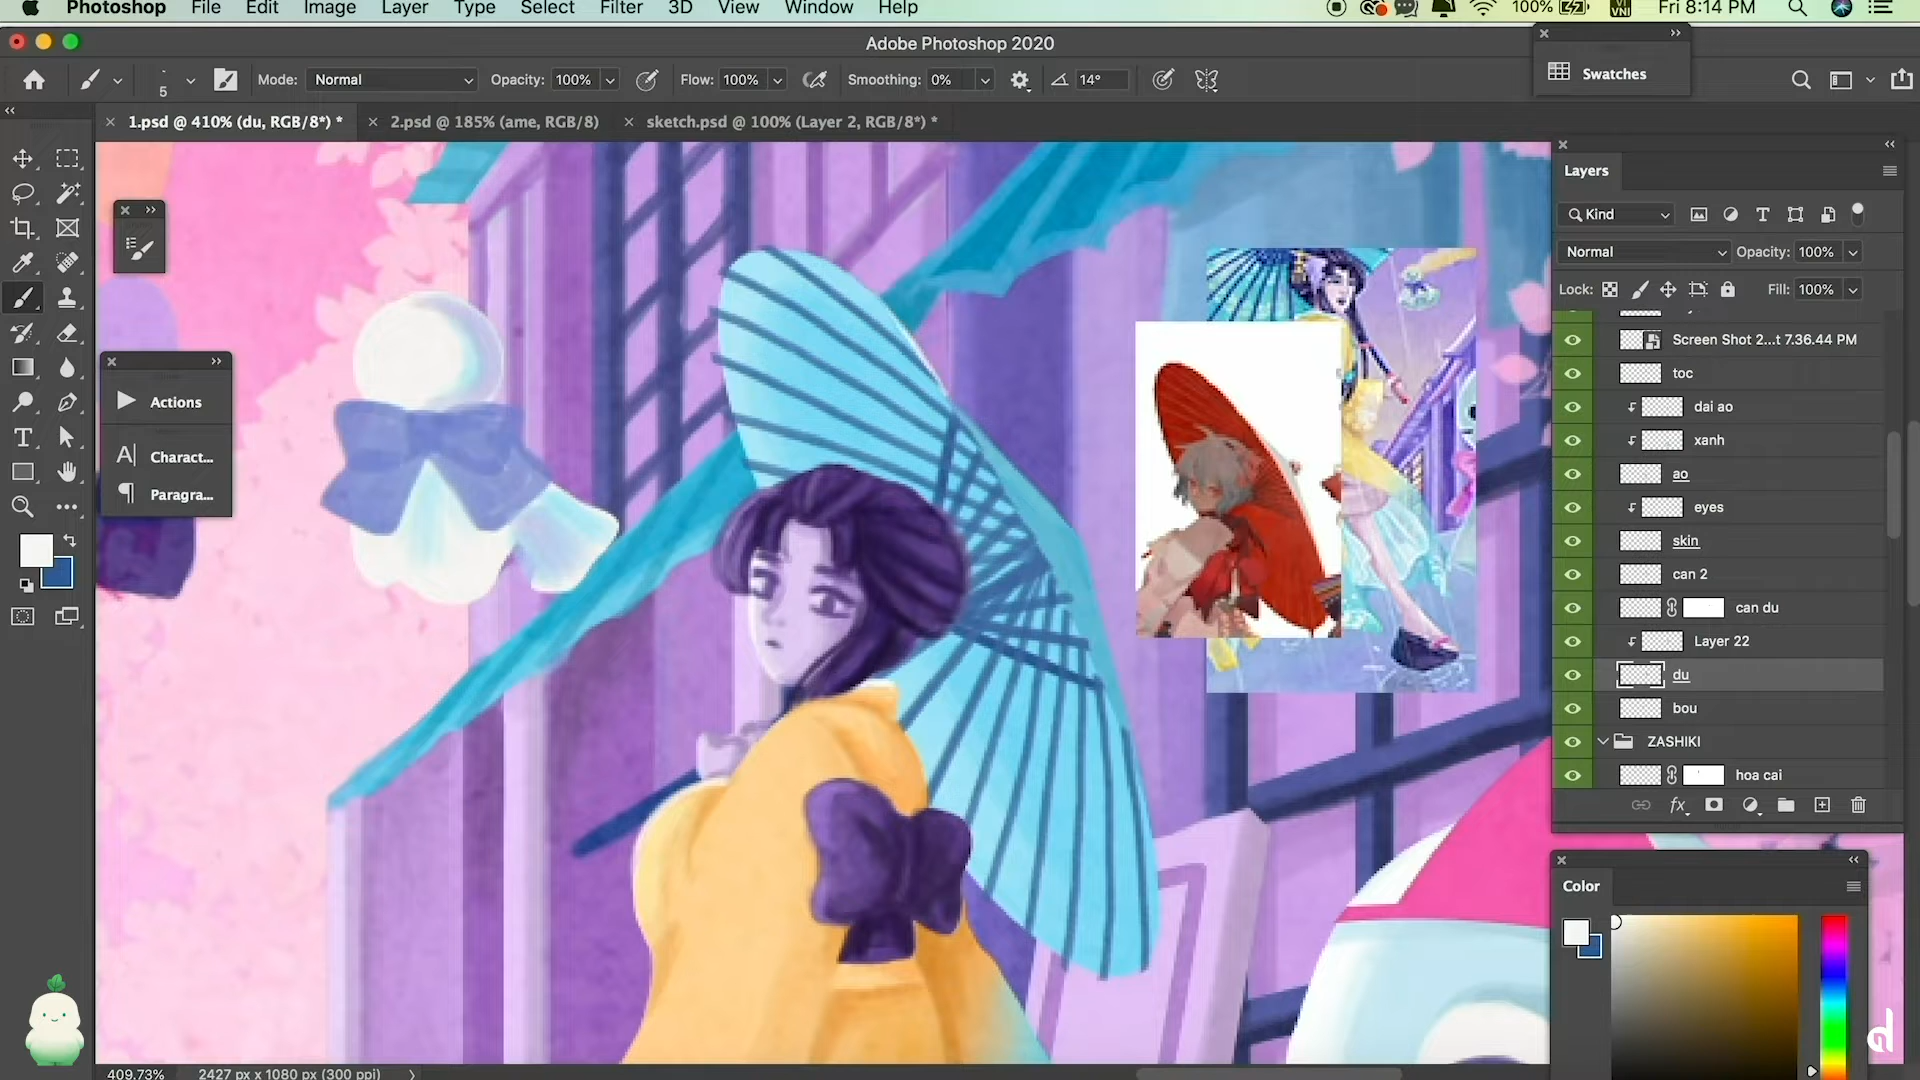 Photoshop File Edit Image Layer Type Select Filter 3D View Window Help 100% VNI Fri 8:14 PM
Adobe Photoshop 2020
5 Mode: Normal Opacity: 100% Flow: 100% Smoothing: 0% 14°
Swatches
1.psd @ 410% (du, RGB/8*) * 2.psd @ 185% (ame, RGB/8) sketch.psd @ 100% (Layer 2, RGB/8*) *
Actions
Charact...
Paragra...
Layers
Kind
Normal Opacity: 100%
Lock: Fill: 100%
Screen Shot 2...t 7.36.44 PM
toc
dai ao
xanh
ao
eyes
skin
can 2
can du
Layer 22
du
bou
ZASHIKI
hoa cai
fx
Color
409.73% 2427 px x 1080 px (300 ppi)
d